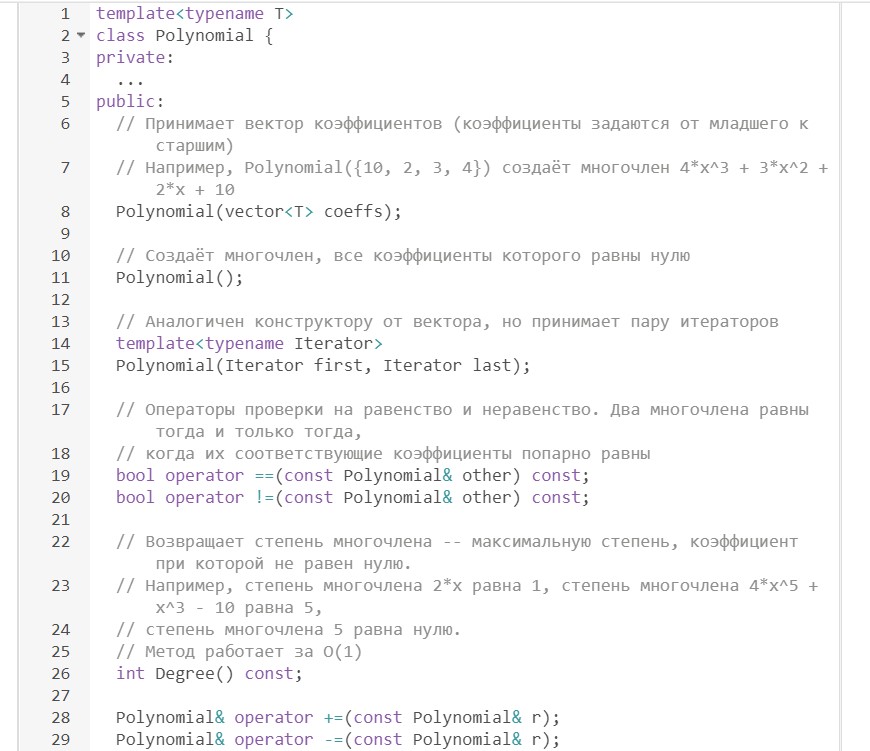 1 template<typename T>
2 class Polynomial {
3 private:
4 ...
5 public:
6 // Принимает вектор коэффициентов (коэффициенты задаются от младшего к
старшим)
7 // Например, Polynomial({10, 2, 3, 4}) создаёт многочлен 4*x^3 + 3*x^2 +
2*x + 10
8 Polynomial(vector<T> coeffs);
9
10 // Создаёт многочлен, все коэффициенты которого равны нулю
11 Polynomial();
12
13 // Аналогичен конструктору от вектора, но принимает пару итераторов
14 template<typename Iterator>
15 Polynomial(Iterator first, Iterator last);
16
17 // Операторы проверки на равенство и неравенство. Два многочлена равны
тогда и только тогда,
18 // когда их соответствующие коэффициенты попарно равны
19 bool operator ==(const Polynomial& other) const;
20 bool operator !=(const Polynomial& other) const;
21
22 // Возвращает степень многочлена -- максимальную степень, коэффициент
при которой не равен нулю.
23 // Например, степень многочлена 2*x равна 1, степень многочлена 4*x^5 +
x^3 - 10 равна 5,
24 // степень многочлена 5 равна нулю.
25 // Метод работает за O(1)
26 int Degree() const;
27
28 Polynomial& operator +=(const Polynomial& r);
29 Polynomial& operator -=(const Polynomial& r);